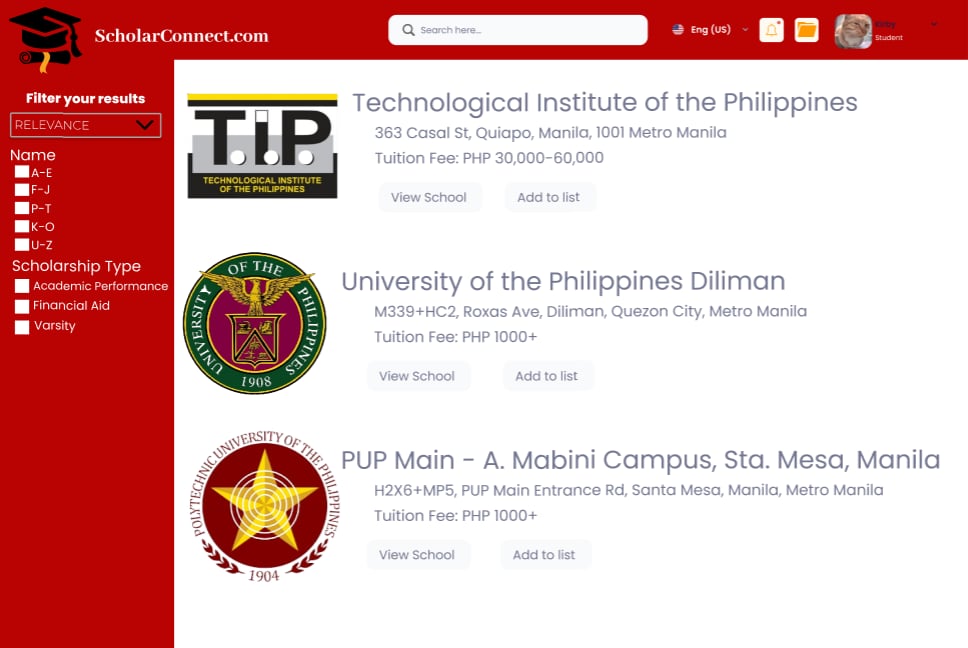 ScholarConnect.com
Search here...
Eng (US)
Kirby
Student
Filter your results
RELEVANCE
Name
A-E
F-J
P-T
K-O
U-Z
Scholarship Type
Academic Performance
Financial Aid
Varsity
T.i.P
TECHNOLOGICAL INSTITUTE
OF THE PHILIPPINES
Technological Institute of the Philippines
363 Casal St, Quiapo, Manila, 1001 Metro Manila
Tuition Fee: PHP 30,000-60,000
View School
Add to list
UNIVERSITY OF THE PHILIPPINES
1908
University of the Philippines Diliman
M339+HC2, Roxas Ave, Diliman, Quezon City, Metro Manila
Tuition Fee: PHP 1000+
View School
Add to list
POLYTECHNIC UNIVERSITY OF THE PHILIPPINES
1904
PUP Main - A. Mabini Campus, Sta. Mesa, Manila
H2X6+MP5, PUP Main Entrance Rd, Santa Mesa, Manila, Metro Manila
Tuition Fee: PHP 1000+
View School
Add to list